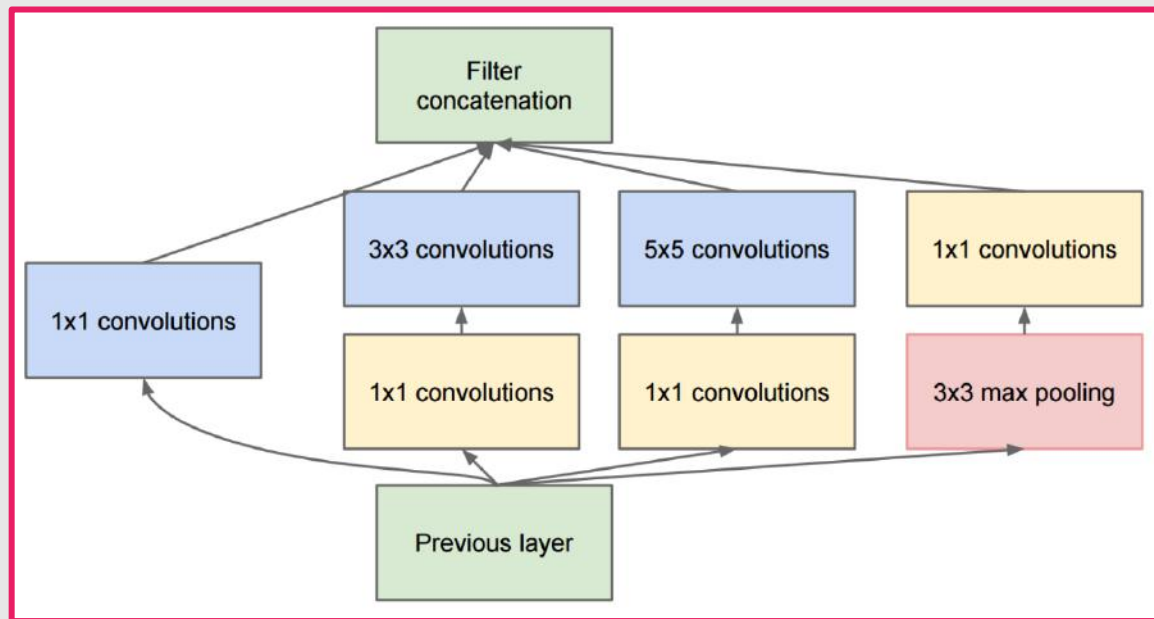 Filter
concatenation
3x3 convolutions
5x5 convolutions
1x1 convolutions
1x1 convolutions
1x1 convolutions
1x1 convolutions
3x3 max pooling
Previous layer